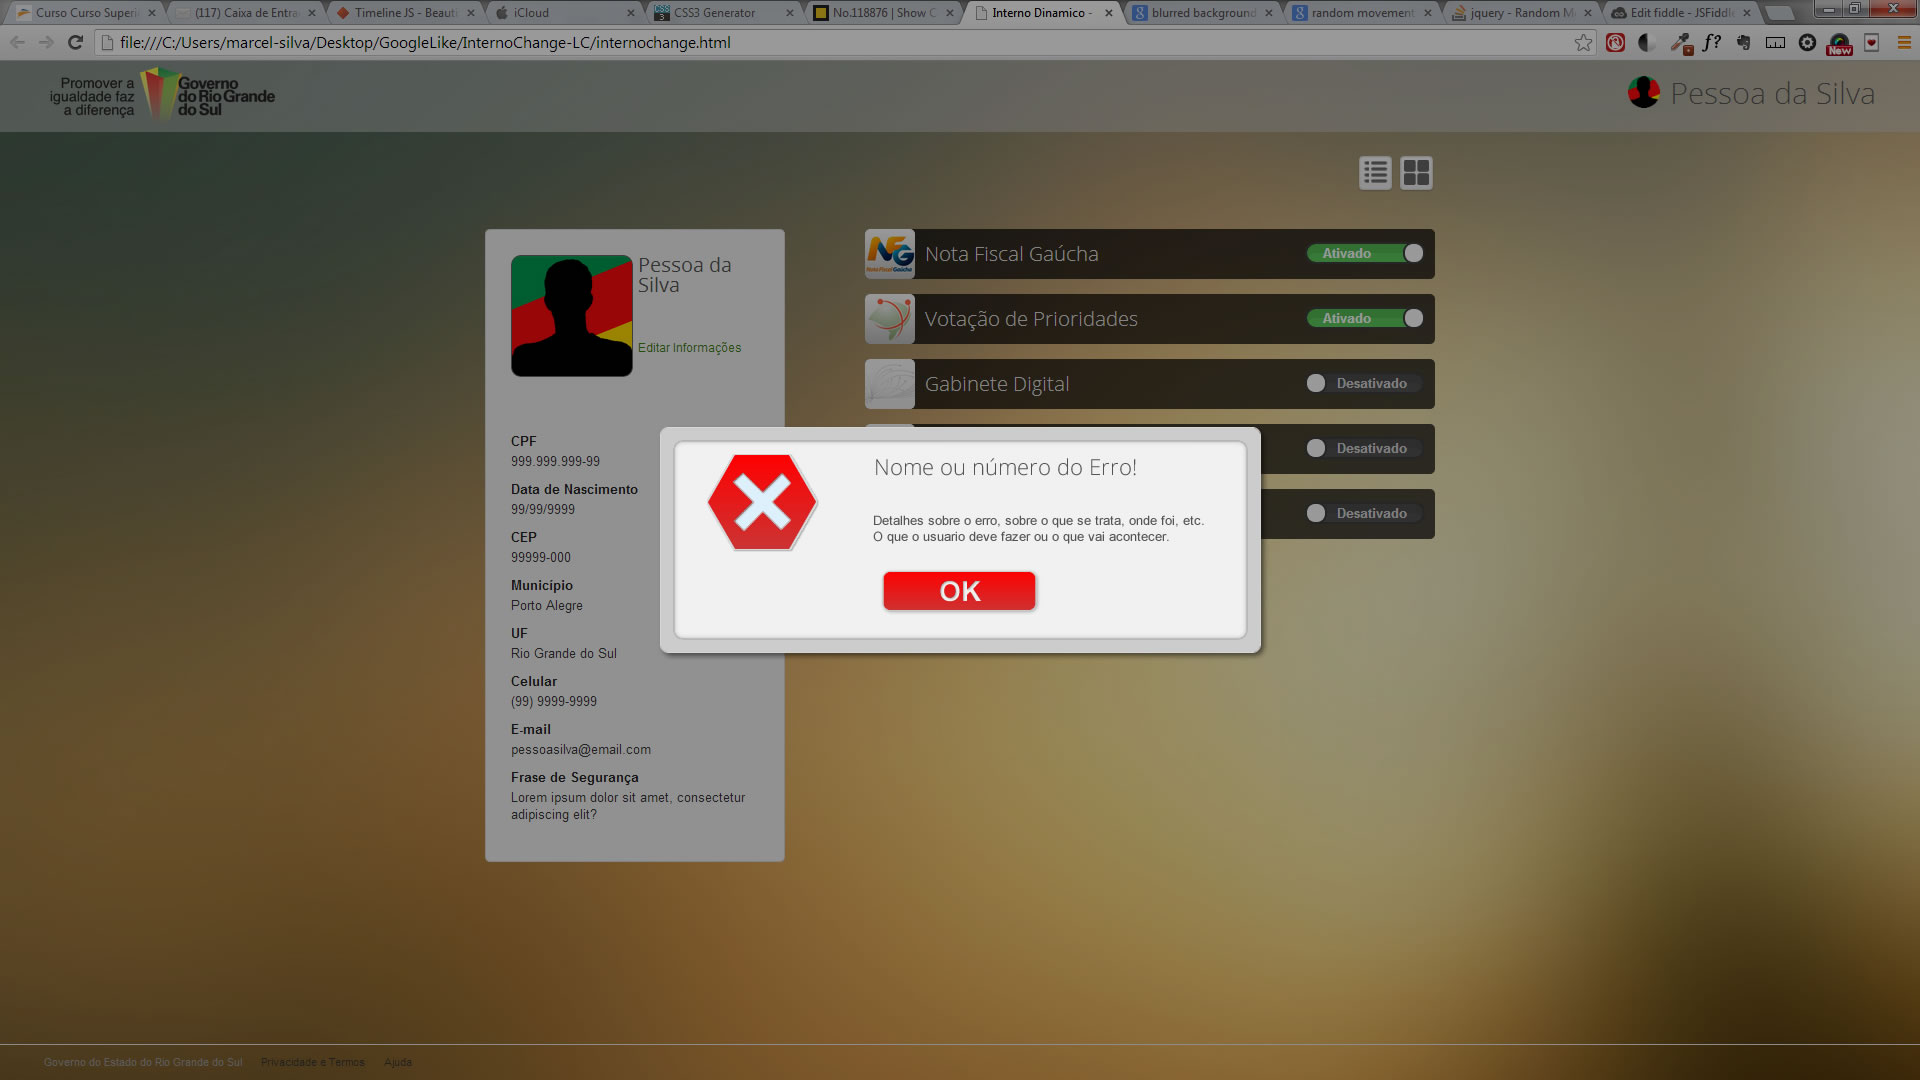 Curso Curso Superi
(117) Caixa de Entra
Timeline JS - Beauti
iCloud
CSS3 Generator
No.118876 | Show C
Interno Dinamico -
blurred background
random movement
jquery - Random M
Edit fiddle - JSFiddle
file:///C:/Users/marcel-silva/Desktop/GoogleLike/InternoChange-LC/internochange.html
f?
New
Promover a
igualdade faz
a diferença
Governo
do Rio Grande
do Sul
Pessoa da Silva
Pessoa da
Silva
Editar Informações
CPF
999.999.999-99
Data de Nascimento
99/99/9999
CEP
99999-000
Município
Porto Alegre
UF
Rio Grande do Sul
Celular
(99) 9999-9999
E-mail
pessoasilva@email.com
Frase de Segurança
Lorem ipsum dolor sit amet, consectetur
adipiscing elit?
NFG
Nota Fiscal Gaúcha
Nota Fiscal Gaúcha
Ativado
Votação de Prioridades
Ativado
Gabinete Digital
Desativado
Desativado
Desativado
Nome ou número do Erro!
Detalhes sobre o erro, sobre o que se trata, onde foi, etc.
O que o usuario deve fazer ou o que vai acontecer.
OK
Governo do Estado do Rio Grande do Sul
Privacidade e Termos
Ajuda